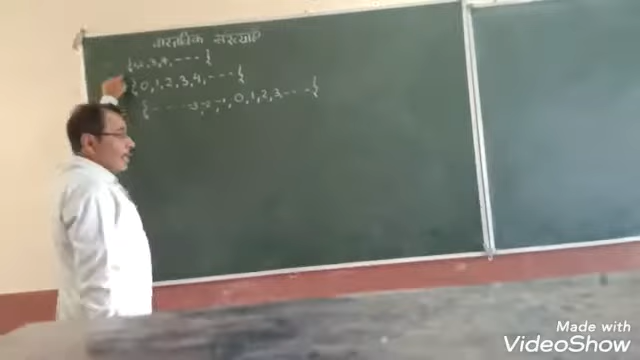 वास्तविक संख्याएँ
{1,2,3,4, --- }
{0,1,2,3,4, --- }
{ ---- -3,-2,-1, 0,1,2,3, --- }
Made with
VideoShow